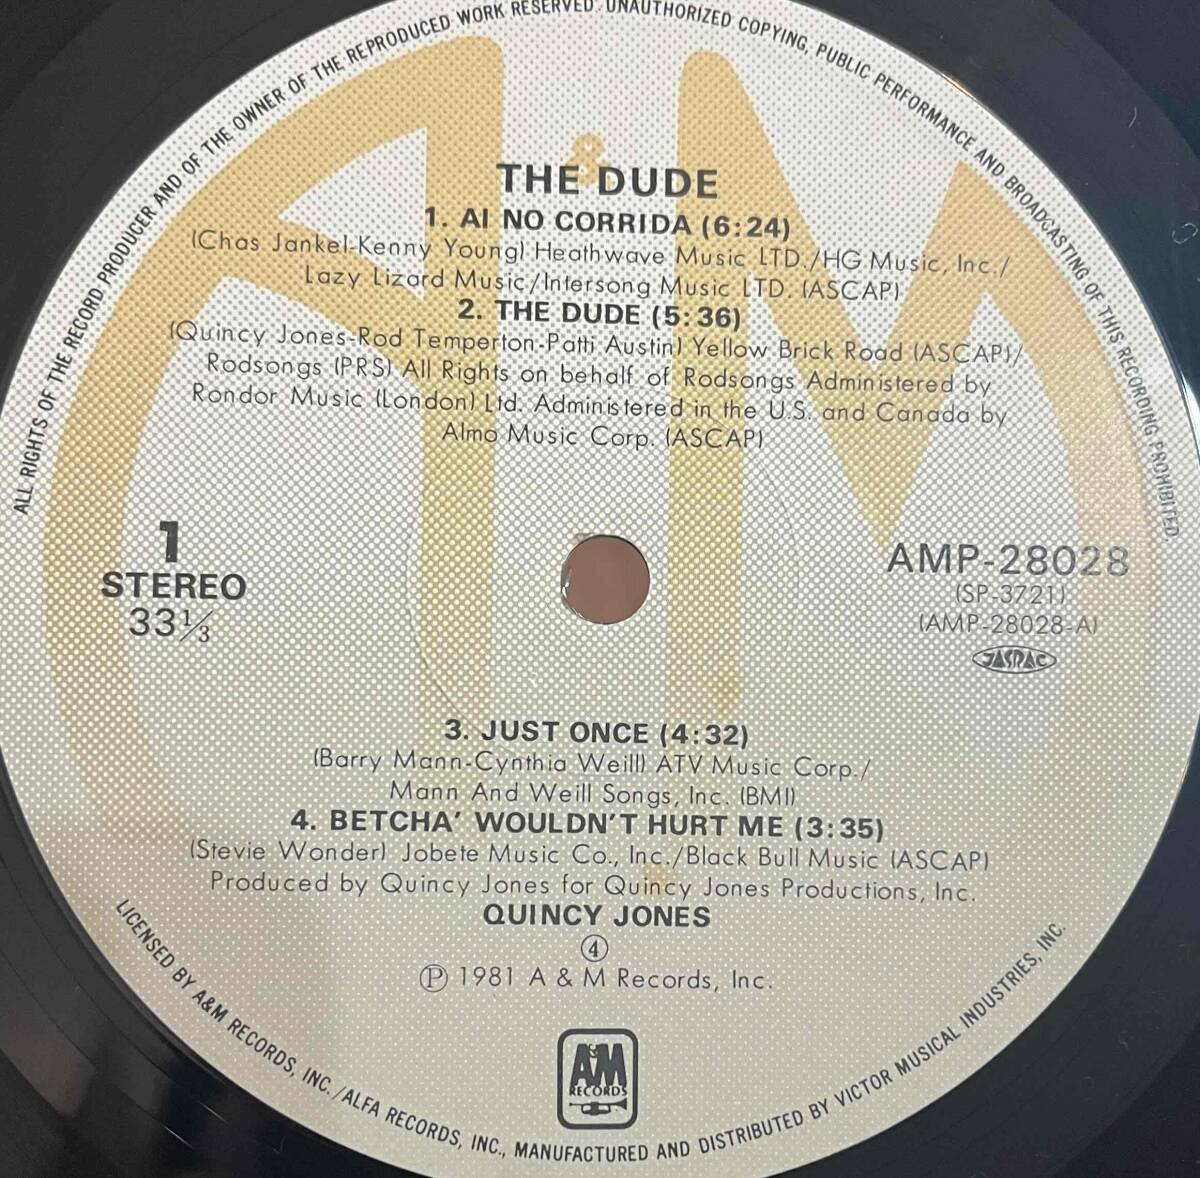 ALL RIGHTS OF THE RECORD PRODUCER AND OF THE OWNER OF THE REPRODUCED WORK RESERVED. UNAUTHORIZED COPYING, PUBLIC PERFORMANCE AND BROADCASTING OF THIS RECORDING PROHIBITED.
&
THE DUDE
1. AI NO CORRIDA (6:24)
(Chas Jankel-Kenny Young) Heathwave Music LTD./HG Music, Inc./
Lazy Lizard Music/Intersong Music LTD. (ASCAP)
2. THE DUDE (5:36)
(Quincy Jones-Rod Temperton-Patti Austin) Yellow Brick Road (ASCAP)/
Rodsongs (PRS) All Rights on behalf of Rodsongs Administered by
Rondor Music (London) Ltd. Administered in the U.S. and Canada by
Almo Music Corp. (ASCAP)
1
STEREO
33⅓
AMP-28028
(SP-3721)
(AMP-28028-A)
JASRAC
3. JUST ONCE (4:32)
(Barry Mann-Cynthia Weill) ATV Music Corp./
Mann And Weill Songs, Inc. (BMI)
4. BETCHA' WOULDN'T HURT ME (3:35)
(Stevie Wonder) Jobete Music Co., Inc./Black Bull Music (ASCAP)
Produced by Quincy Jones for Quincy Jones Productions, Inc.
QUINCY JONES
④
Ⓟ 1981 A & M Records, Inc.
A&M
RECORDS
LICENSED BY A&M RECORDS, INC./ALFA RECORDS, INC., MANUFACTURED AND DISTRIBUTED BY VICTOR MUSICAL INDUSTRIES, INC.